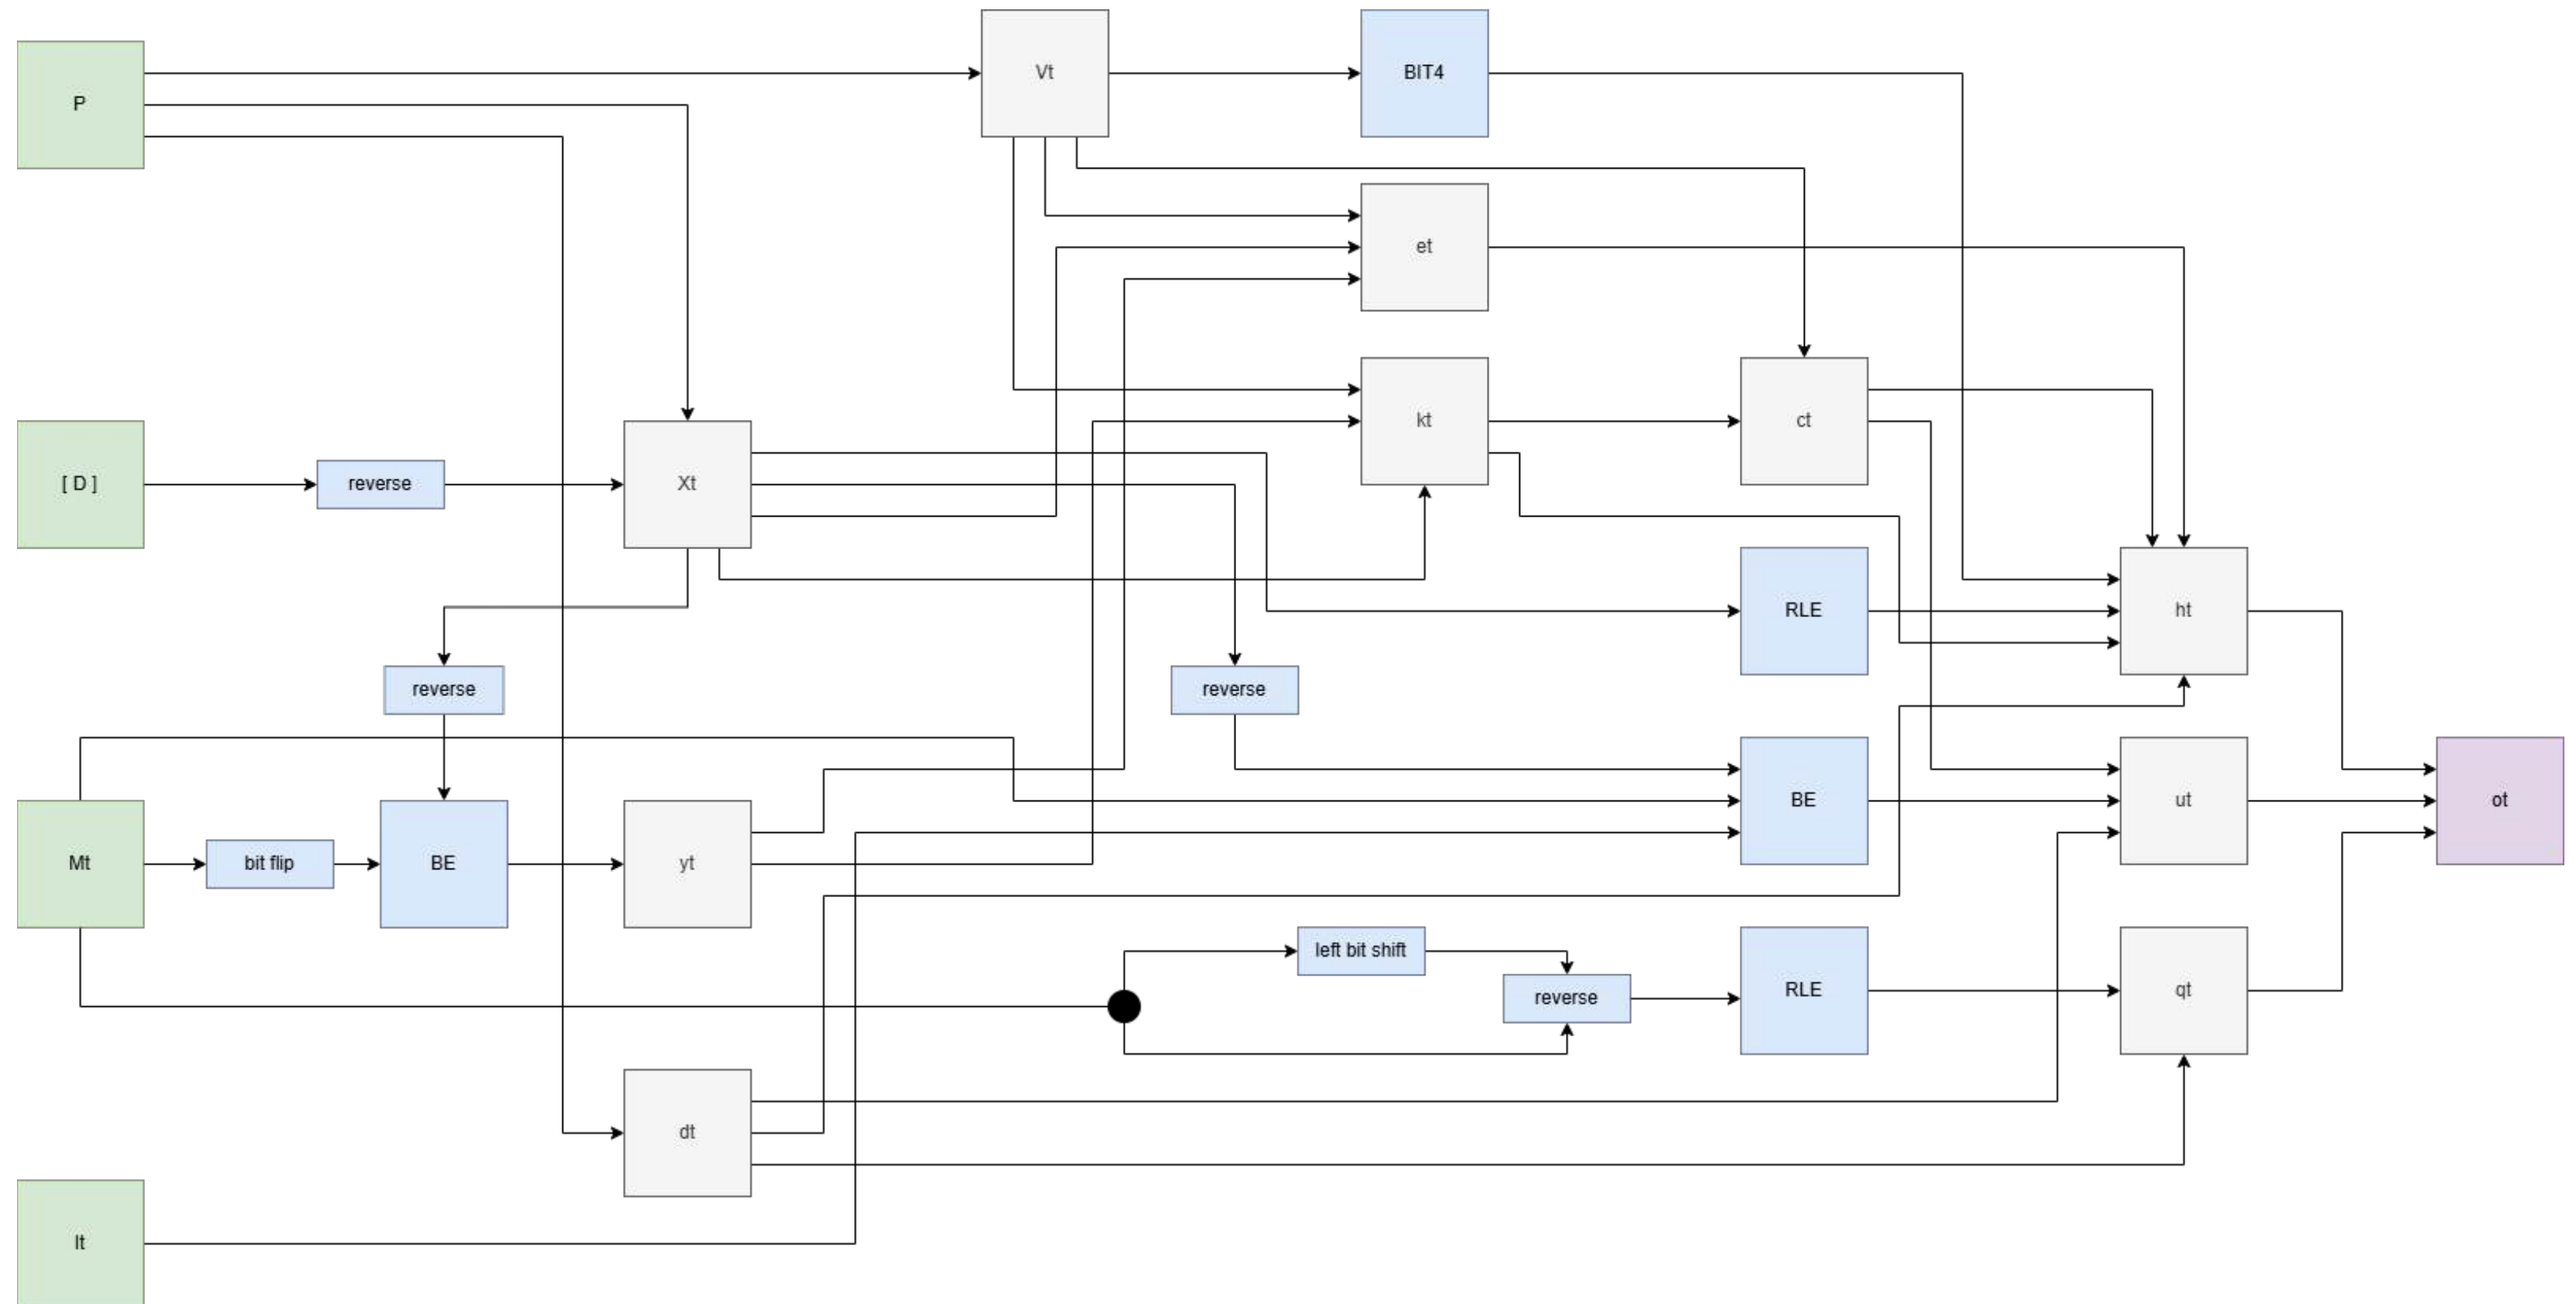 Vt
BIT4
P
et
kt
ct
[ D ]
reverse
Xt
RLE
ht
reverse
reverse
BE
ut
ot
Mt
bit flip
BE
yt
left bit shift
reverse
RLE
qt
dt
It